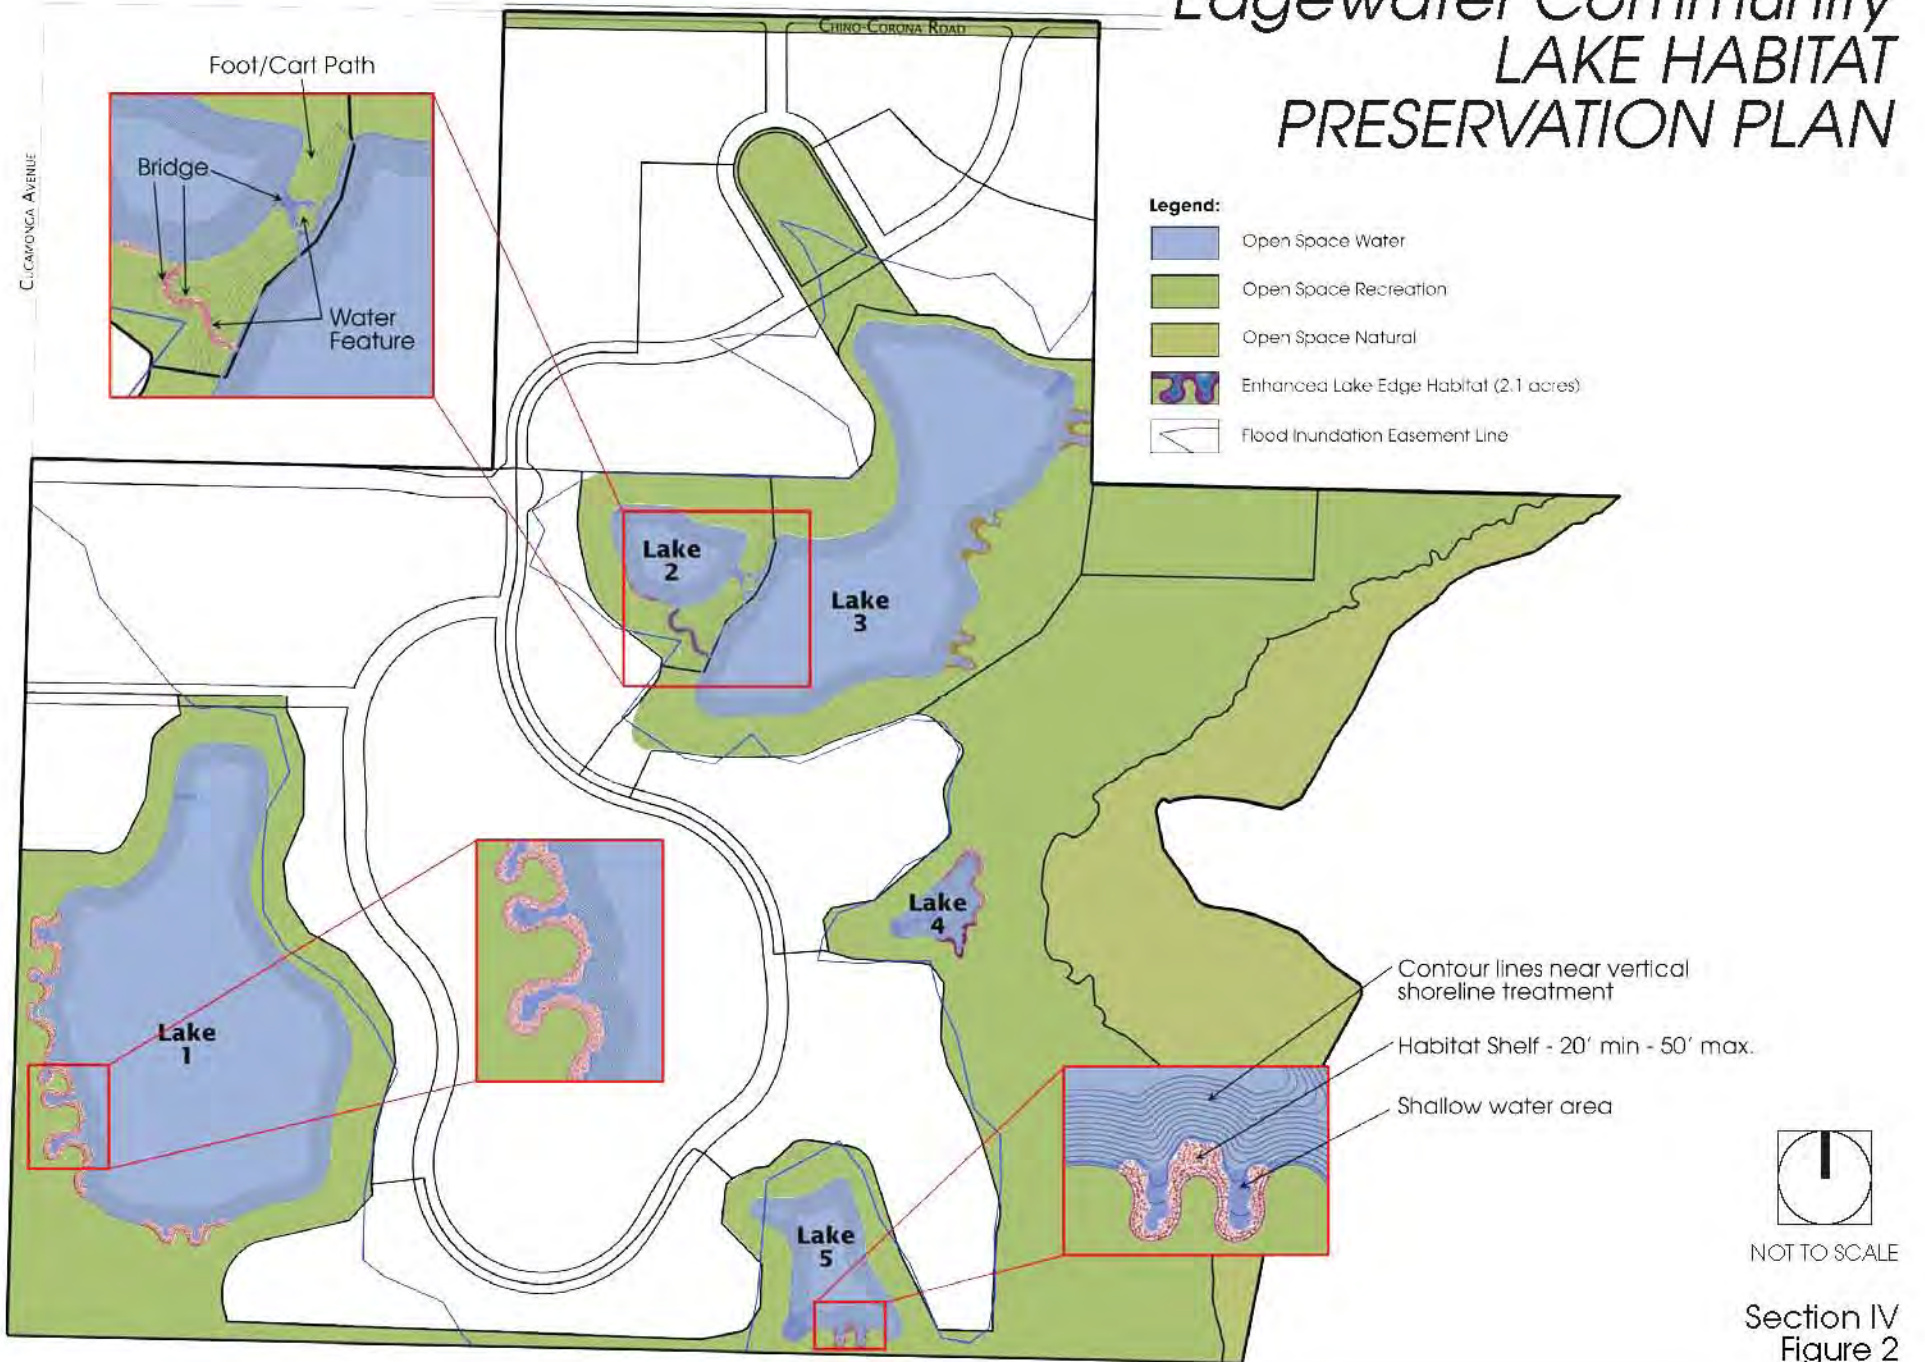 Edgewater Community
LAKE HABITAT
PRESERVATION PLAN
CHINO-CORONA ROAD
CUCAMONGA AVENUE
Foot/Cart Path
Bridge
Water
Feature
Legend:
Open Space Water
Open Space Recreation
Open Space Natural
Enhanced Lake Edge Habitat (2.1 acres)
Flood Inundation Easement Line
Lake
2
Lake
3
Lake
4
Lake
1
Lake
5
Contour lines near vertical
shoreline treatment
Habitat Shelf - 20' min - 50' max.
Shallow water area
NOT TO SCALE
Section IV
Figure 2